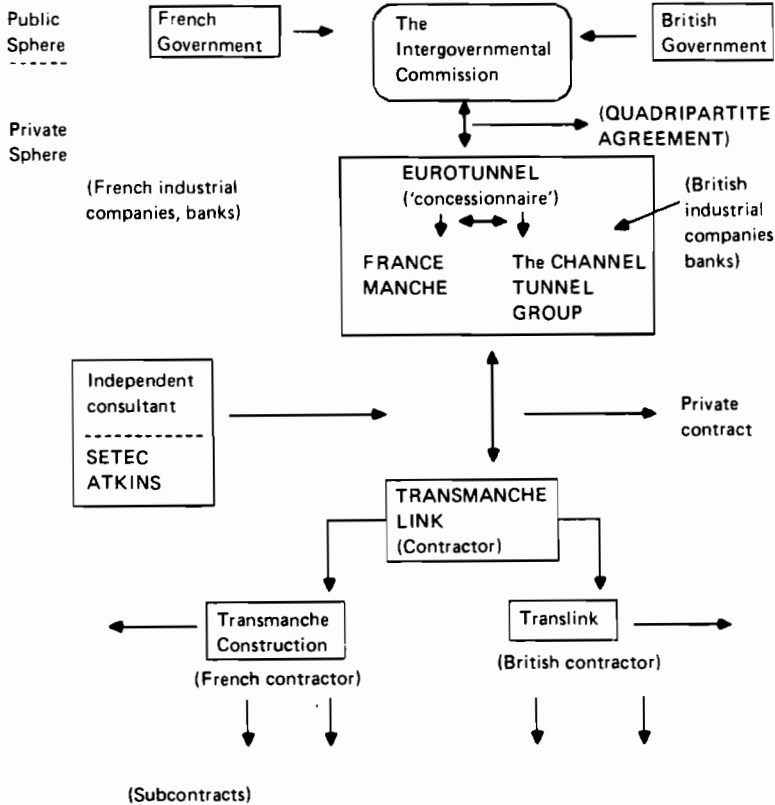 Public
Sphere
French
Government
The
Intergovernmental
Commission
British
Government
Private
Sphere
(QUADRIPARTITE
AGREEMENT)
(French industrial
companies, banks)
EUROTUNNEL
('concessionnaire')
FRANCE
MANCHE
The CHANNEL
TUNNEL
GROUP
(British
industrial
companies
banks)
Independent
consultant
SETEC
ATKINS
Private
contract
TRANSMANCHE
LINK
(Contractor)
Transmanche
Construction
(French contractor)
Translink
(British contractor)
(Subcontracts)